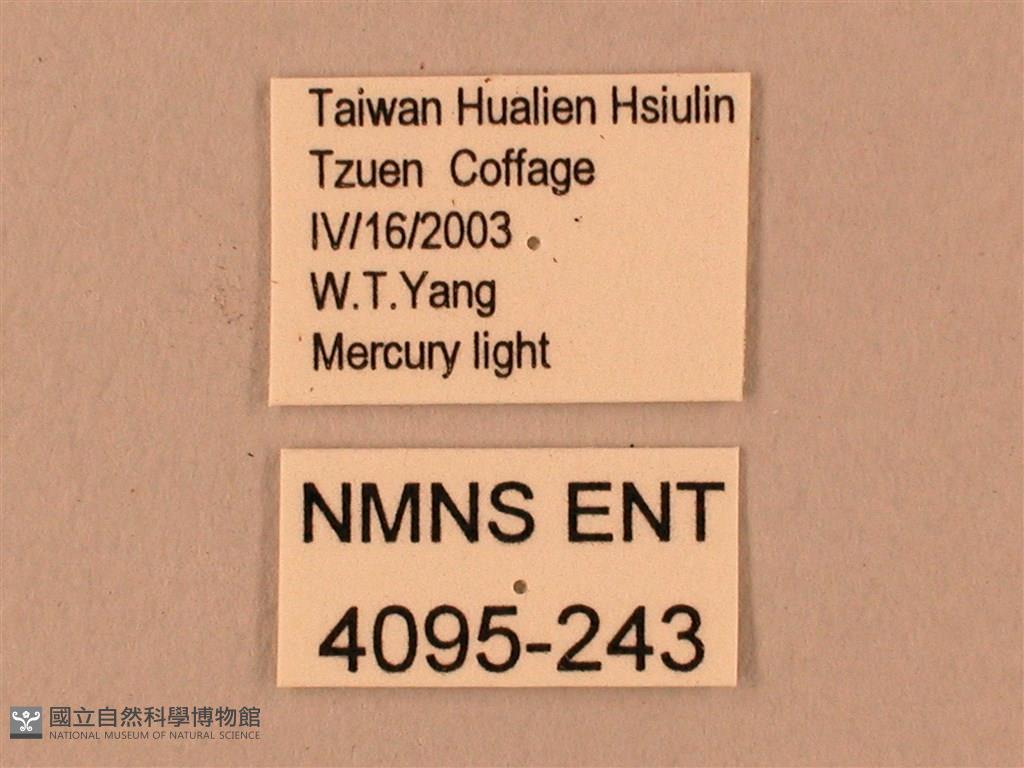 Taiwan Hualien Hsiulin
Tzuen Coffage
IV/16/2003
W.T.Yang
Mercury light
NMNS ENT
4095-243
國立自然科學博物館
NATIONAL MUSEUM OF NATURAL SCIENCE